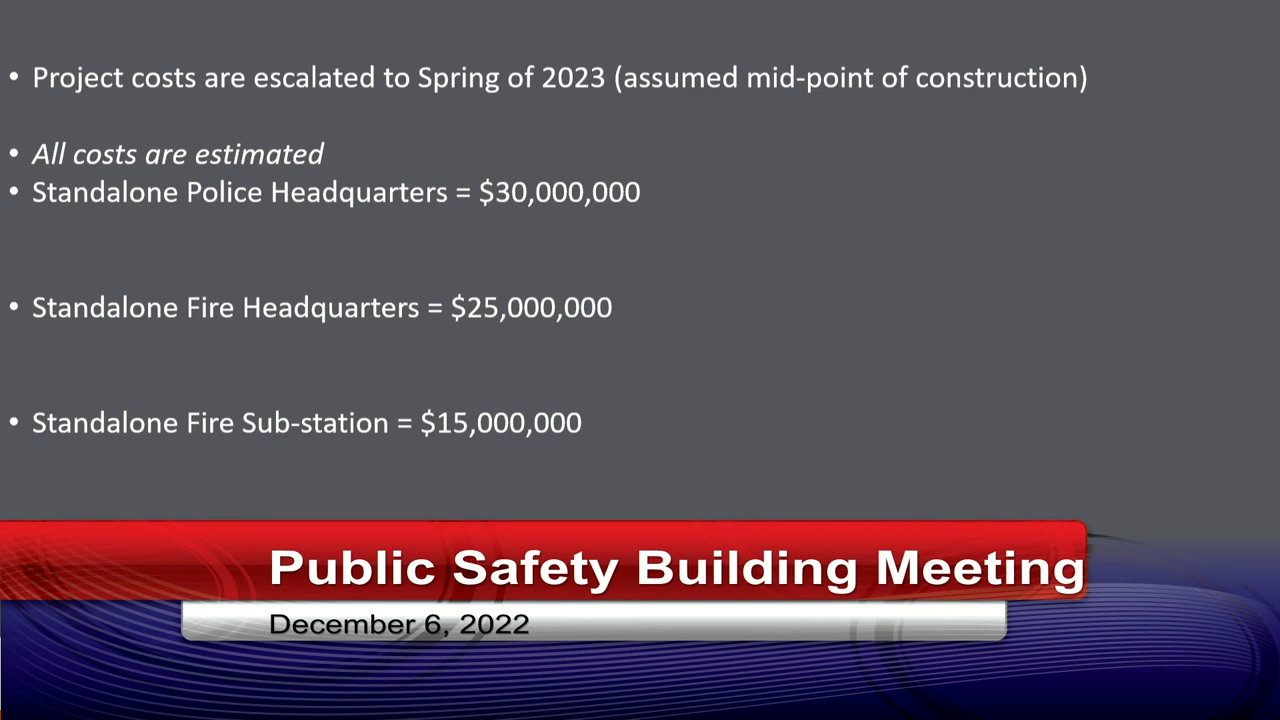 • Project costs are escalated to Spring of 2023 (assumed mid-point of construction)
• All costs are estimated
• Standalone Police Headquarters = $30,000,000
• Standalone Fire Headquarters = $25,000,000
• Standalone Fire Sub-station = $15,000,000
Public Safety Building Meeting
December 6, 2022